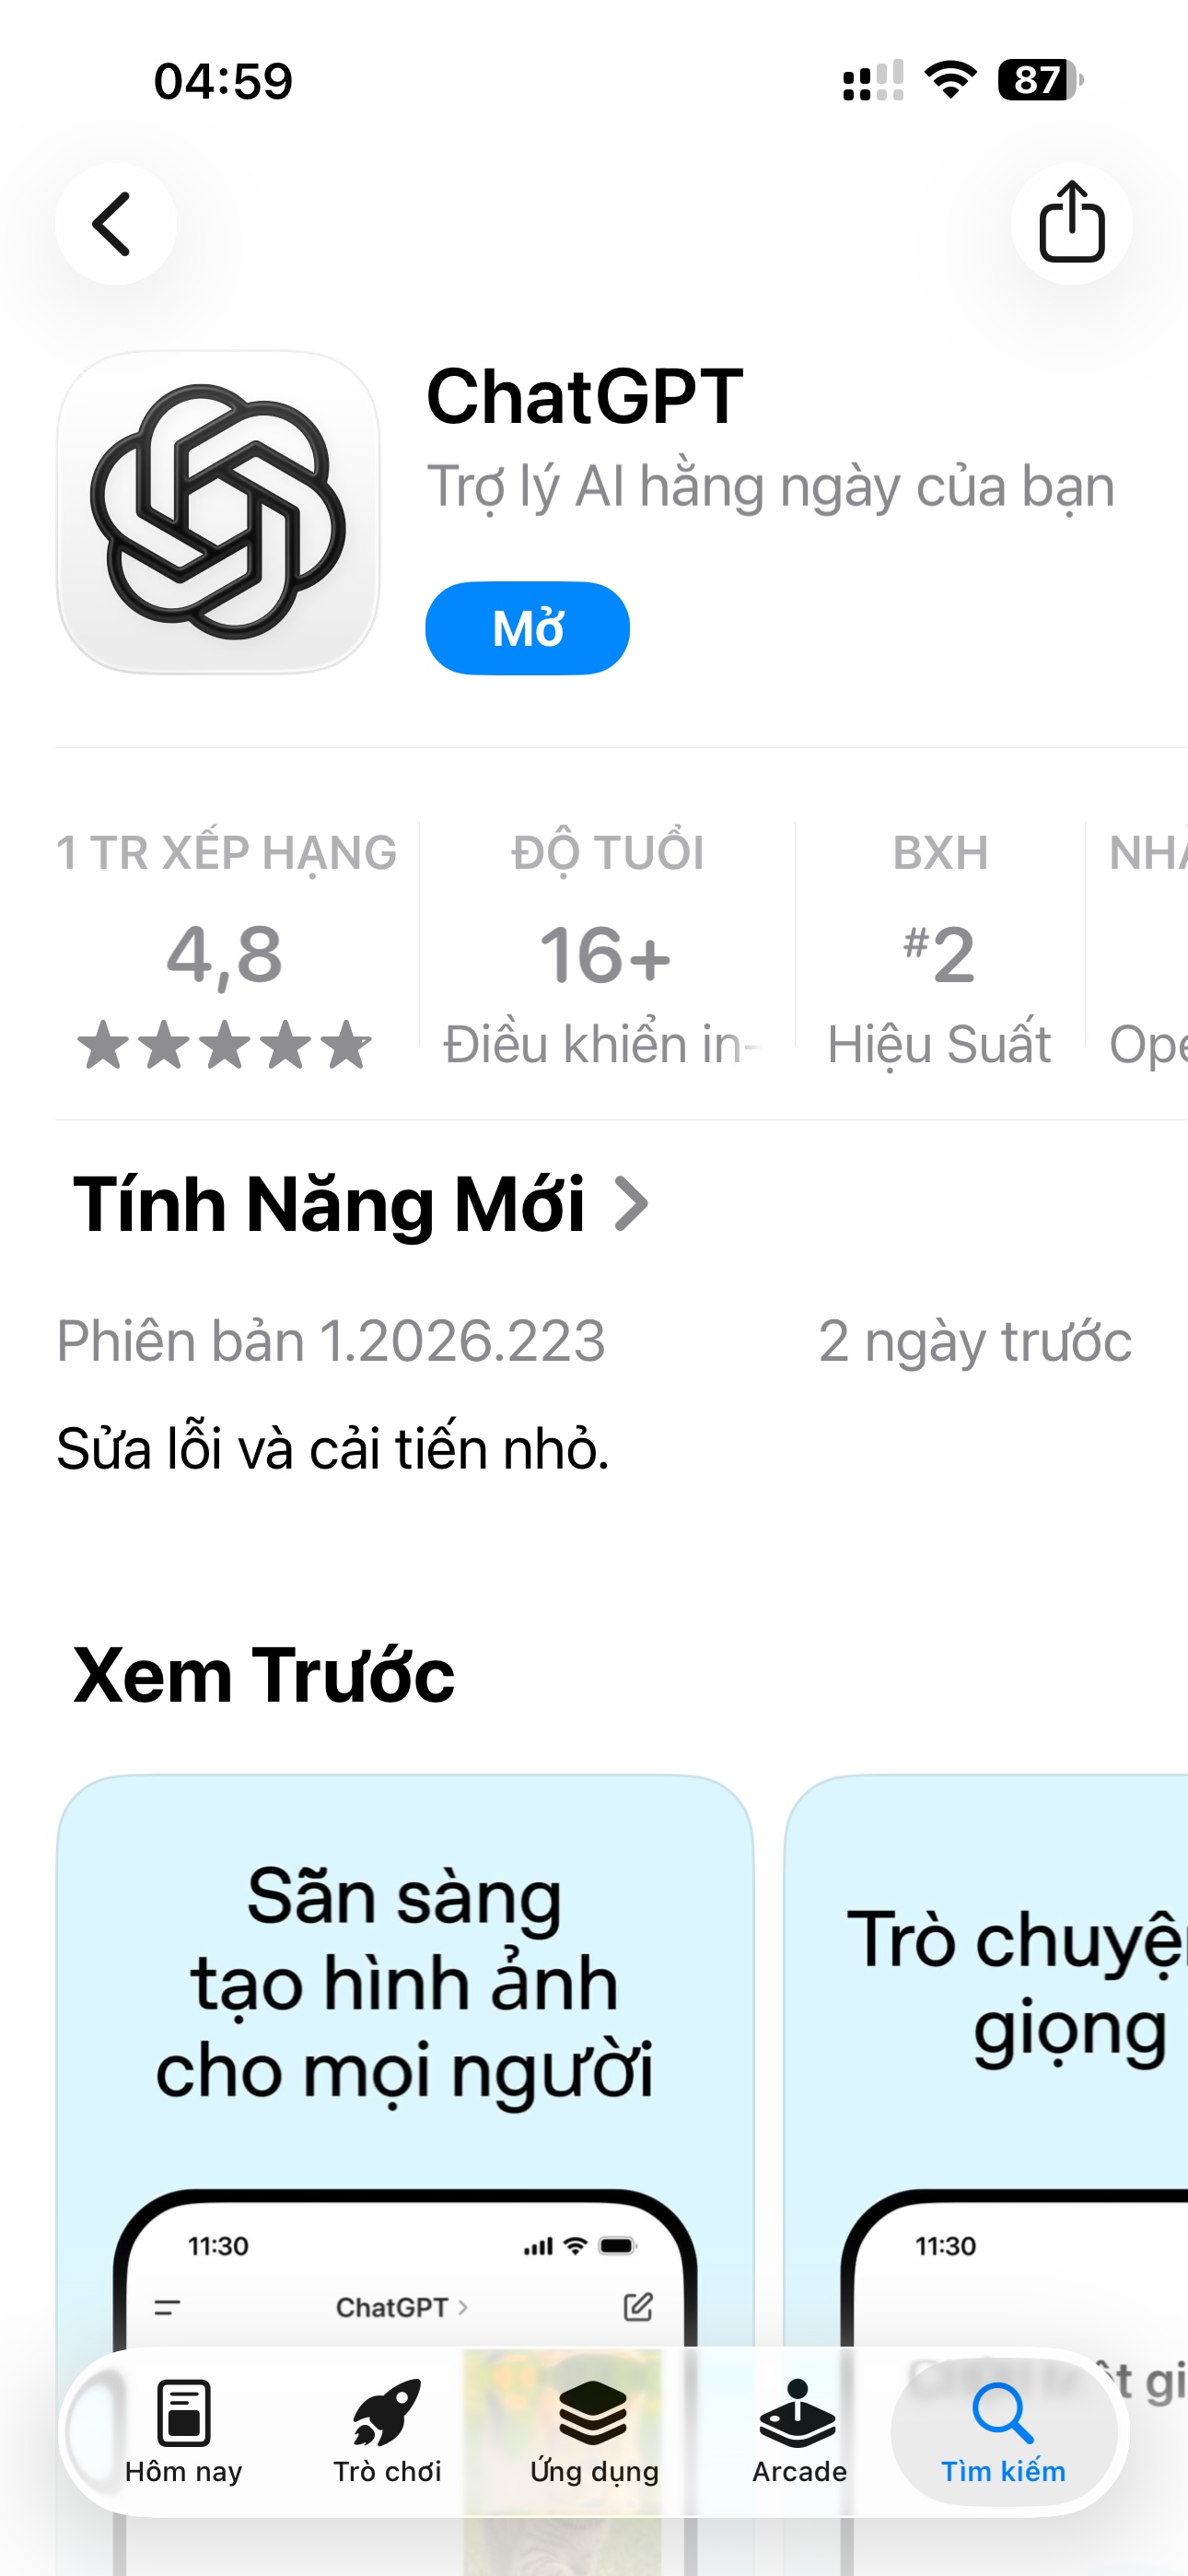 04:59
87
ChatGPT
Trợ lý AI hằng ngày của bạn
Mở
1 TR XẾP HẠNG
4,8
ĐỘ TUỔI
16+
Điều khiển in-
BXH
#2
Hiệu Suất
Tính Năng Mới
Phiên bản 1.2026.223
2 ngày trước
Sửa lỗi và cải tiến nhỏ.
Xem Trước
Sẵn sàng
tạo hình ảnh
cho mọi người
11:30
ChatGPT
giọng
11:30
Hôm nay
Trò chơi
Ứng dụng
Arcade
Tìm kiếm